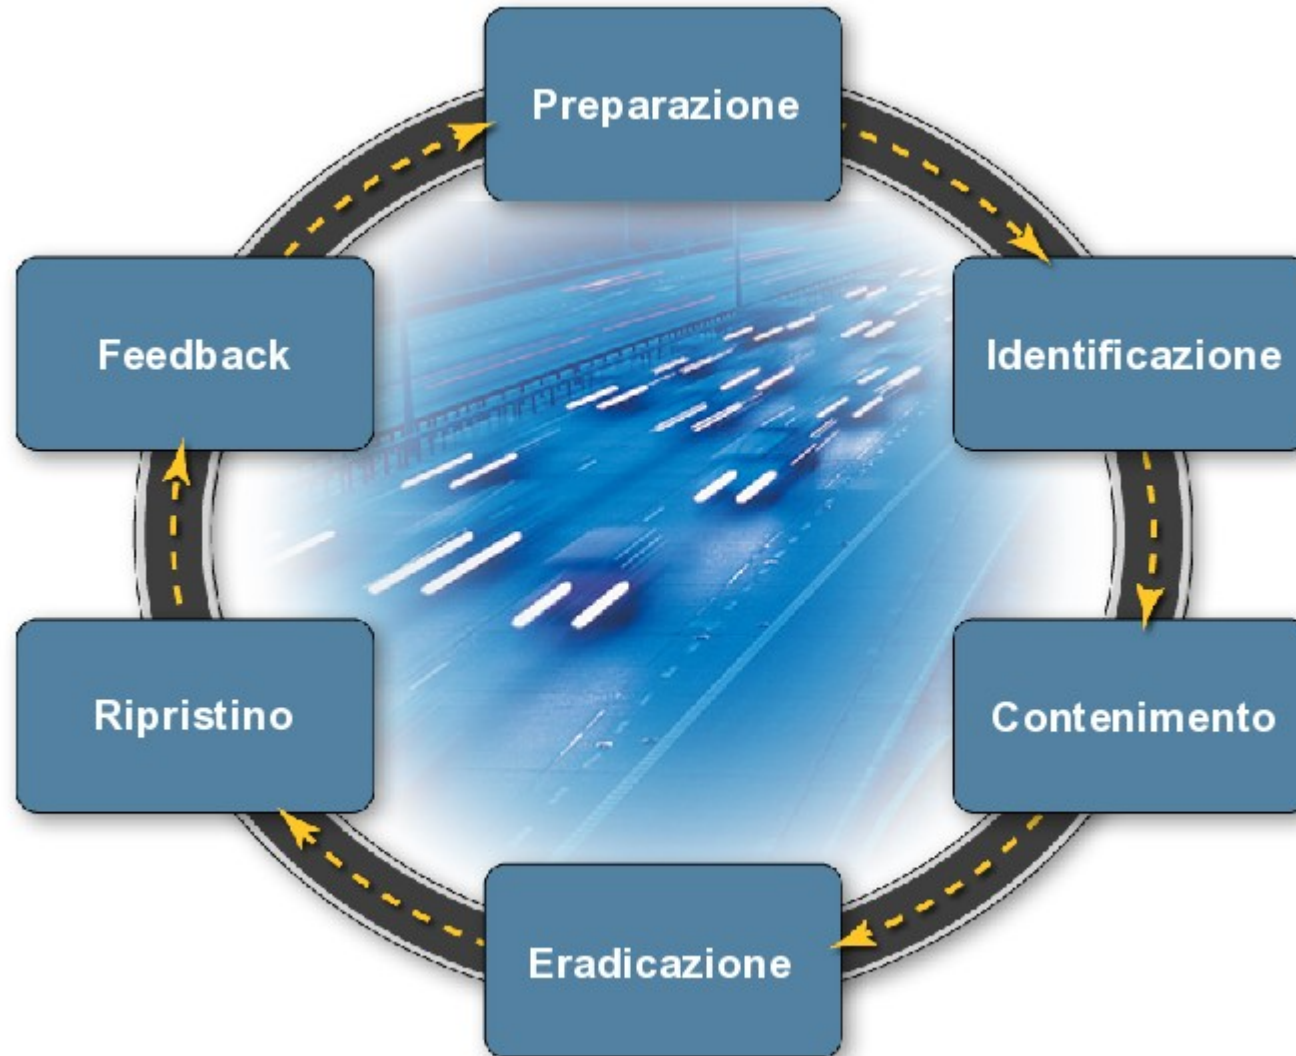 Preparazione
Identificazione
Contenimento
Eradicazione
Ripristino
Feedback